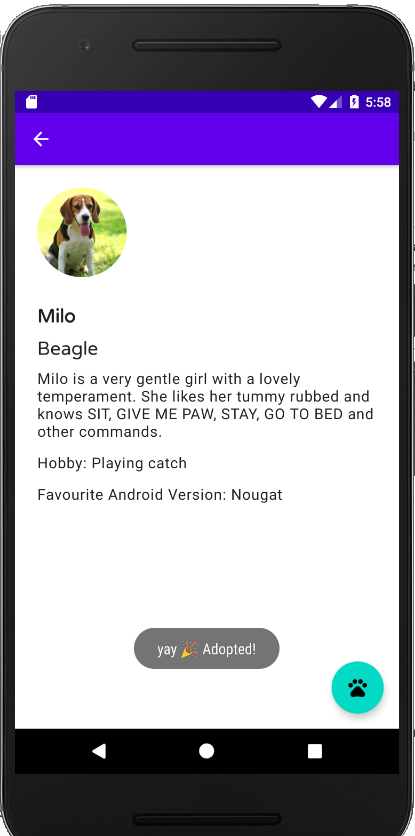 5:58
Milo
Beagle
Milo is a very gentle girl with a lovely
temperament. She likes her tummy rubbed and
knows SIT, GIVE ME PAW, STAY, GO TO BED and
other commands.
Hobby: Playing catch
Favourite Android Version: Nougat
yay 🎉 Adopted!